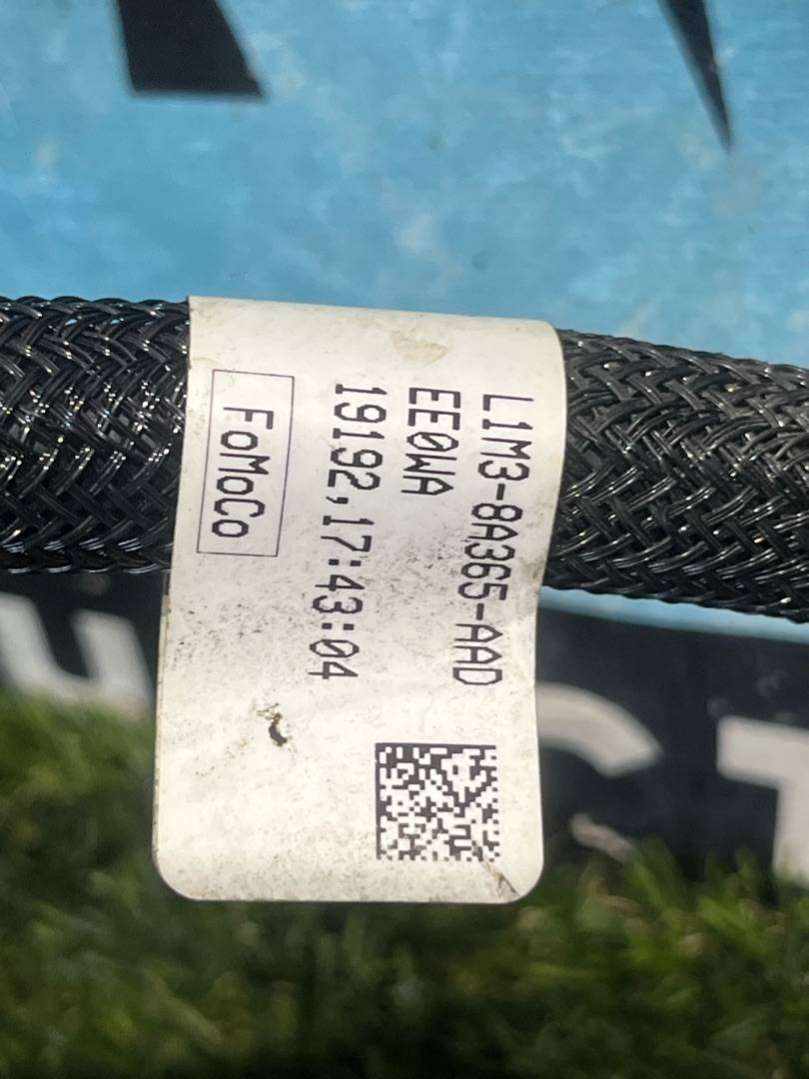 L1M3-8A365-AAD
EE0WA
19192,17:43:04
FoMoCo